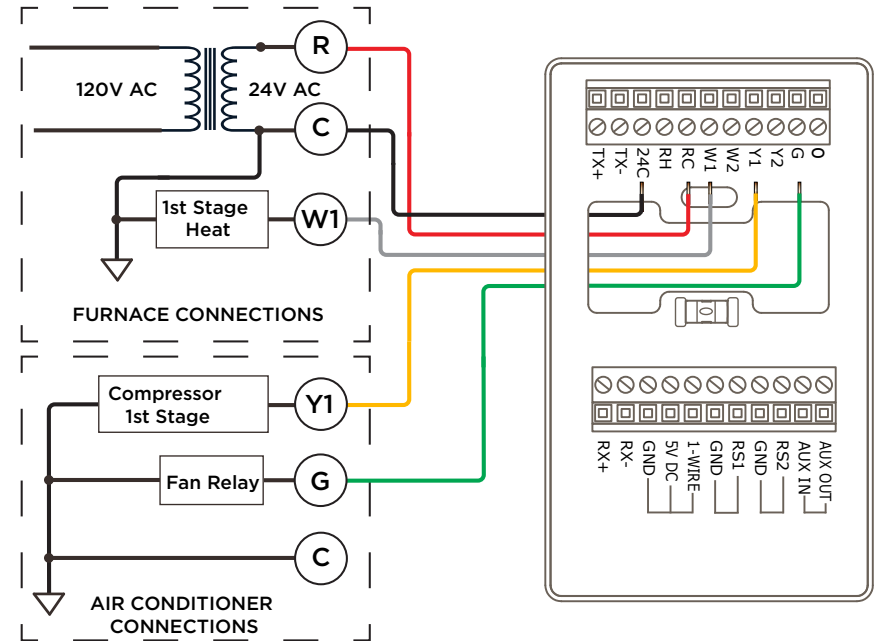 R
120V AC
24V AC
C
1st Stage
Heat
W1
FURNACE CONNECTIONS
Compressor
1st Stage
Y1
Fan Relay
G
C
AIR CONDITIONER
CONNECTIONS
TX+
TX-
24C
RH
RC
W1
W2
Y1
Y2
G
O
RX+
RX-
GND
5V DC
1-WIRE
GND
RS1
GND
RS2
AUX IN
AUX OUT